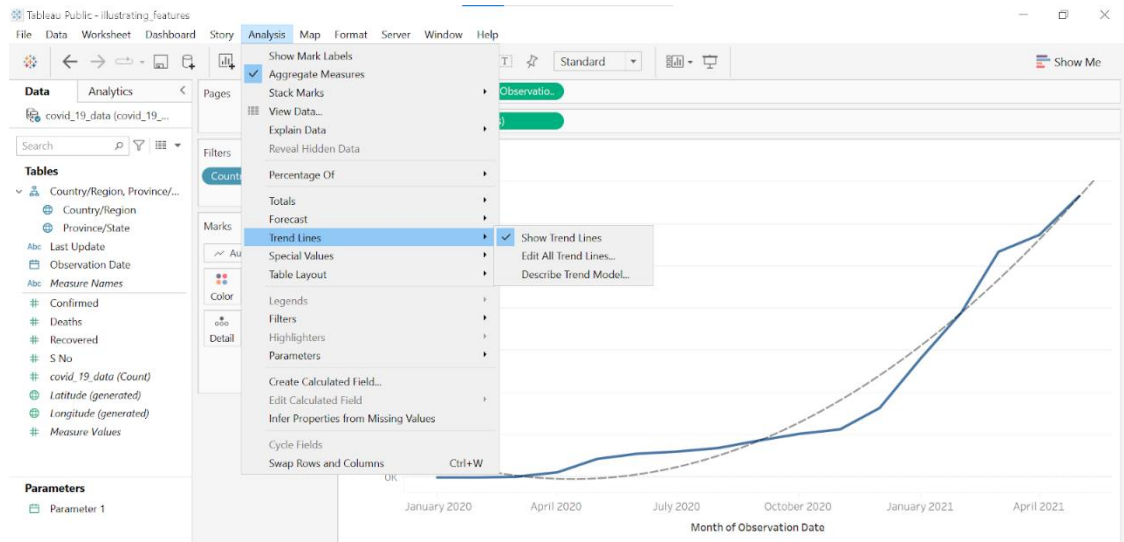 Tableau Public - illustrating_features
File Data Worksheet Dashboard Story Analysis Map Format Server Window Help
Standard
Show Me
Data Analytics
covid_19_data (covid_19_...
Search
Tables
Country/Region, Province/...
Country/Region
Province/State
Abc Last Update
Observation Date
Abc Measure Names
# Confirmed
# Deaths
# Recovered
# S No
# covid_19_data (Count)
Latitude (generated)
Longitude (generated)
# Measure Values
Parameters
Parameter 1
Pages
Filters
Marks
Color
Detail
Show Mark Labels
Aggregate Measures
Stack Marks
View Data...
Explain Data
Reveal Hidden Data
Percentage Of
Totals
Forecast
Trend Lines
Special Values
Table Layout
Legends
Filters
Highlighters
Parameters
Create Calculated Field...
Edit Calculated Field
Infer Properties from Missing Values
Cycle Fields
Swap Rows and Columns Ctrl+W
Show Trend Lines
Edit All Trend Lines...
Describe Trend Model...
Observatio..
0K
January 2020 April 2020 July 2020 October 2020 January 2021 April 2021
Month of Observation Date